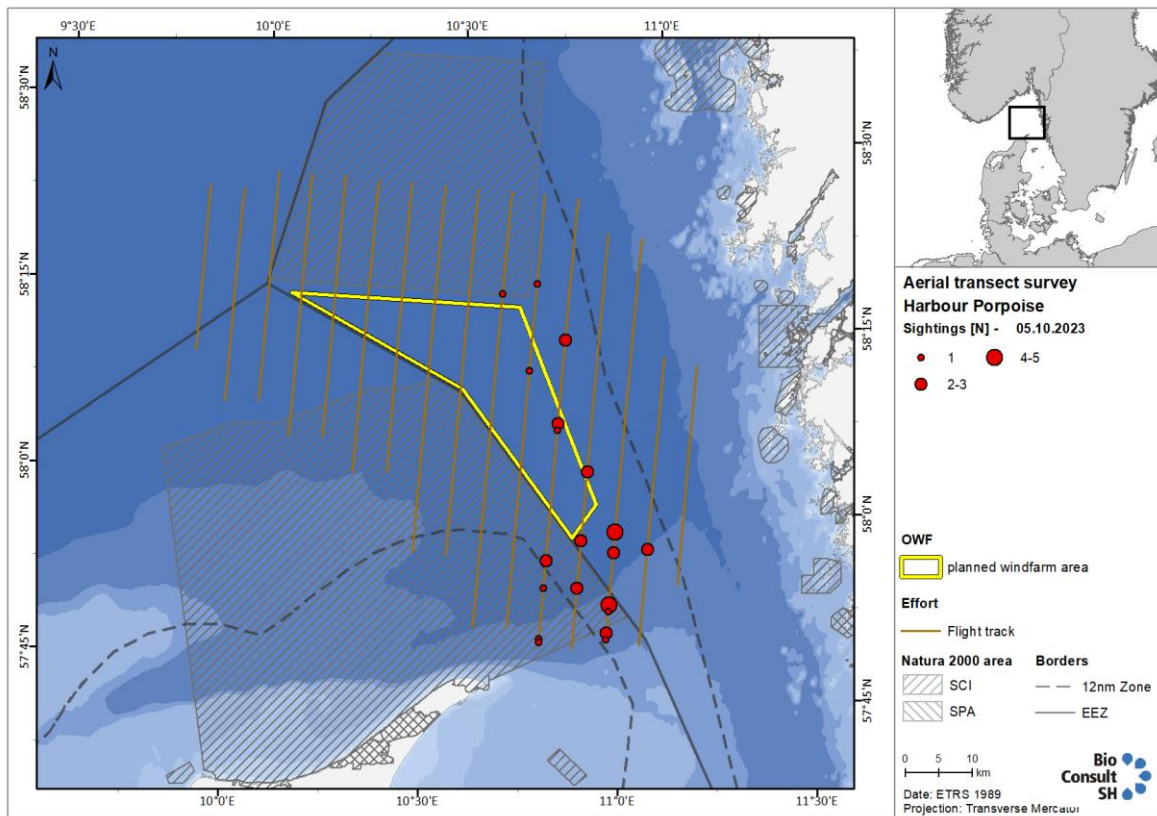 9°30'E 10°0'E 10°30'E 11°0'E
N
58°30'N
58°15'N
58°0'N
57°45'N
58°30'N
58°15'N
58°0'N
57°45'N
10°0'E 10°30'E 11°0'E 11°30'E
Aerial transect survey
Harbour Porpoise
Sightings [N] - 05.10.2023
1 4-5
2-3
OWF
planned windfarm area
Effort
Flight track
Natura 2000 area Borders
SCI 12nm Zone
SPA EEZ
0 5 10
km
Date: ETRS 1989
Projection: Transverse Mercator
Bio
Consult
SH